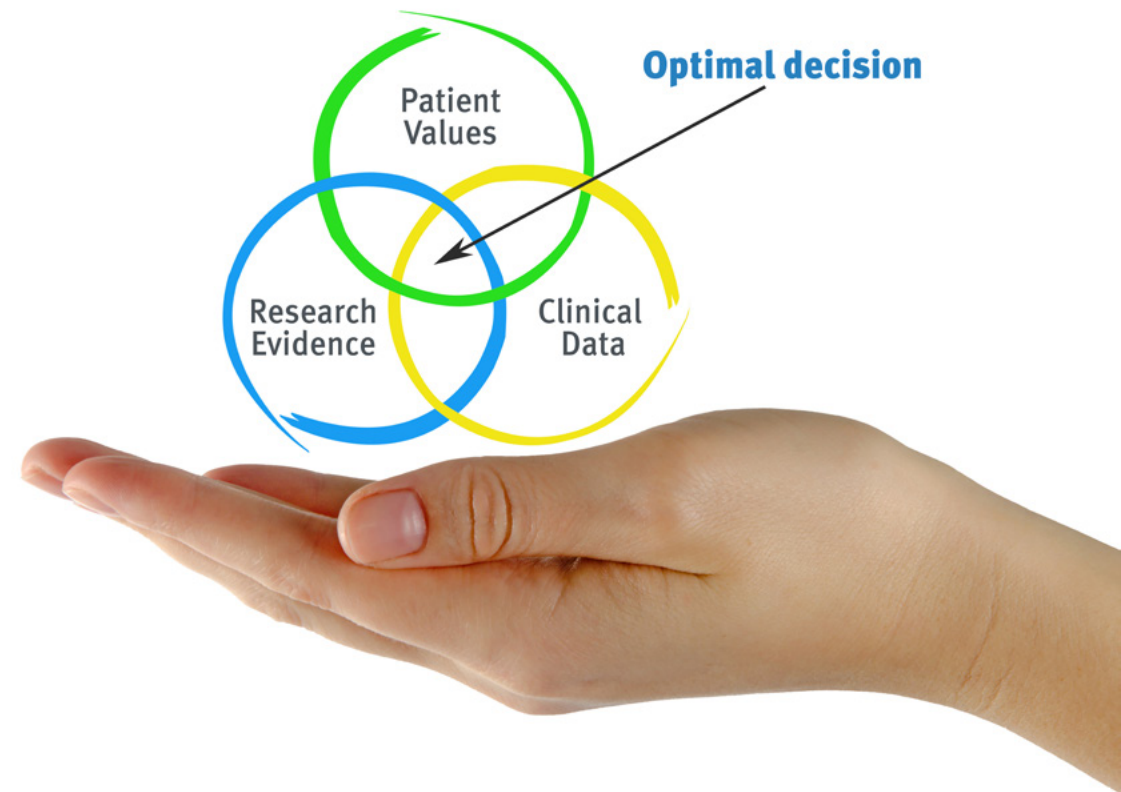 Optimal decision
Patient
Values
Research
Evidence
Clinical
Data